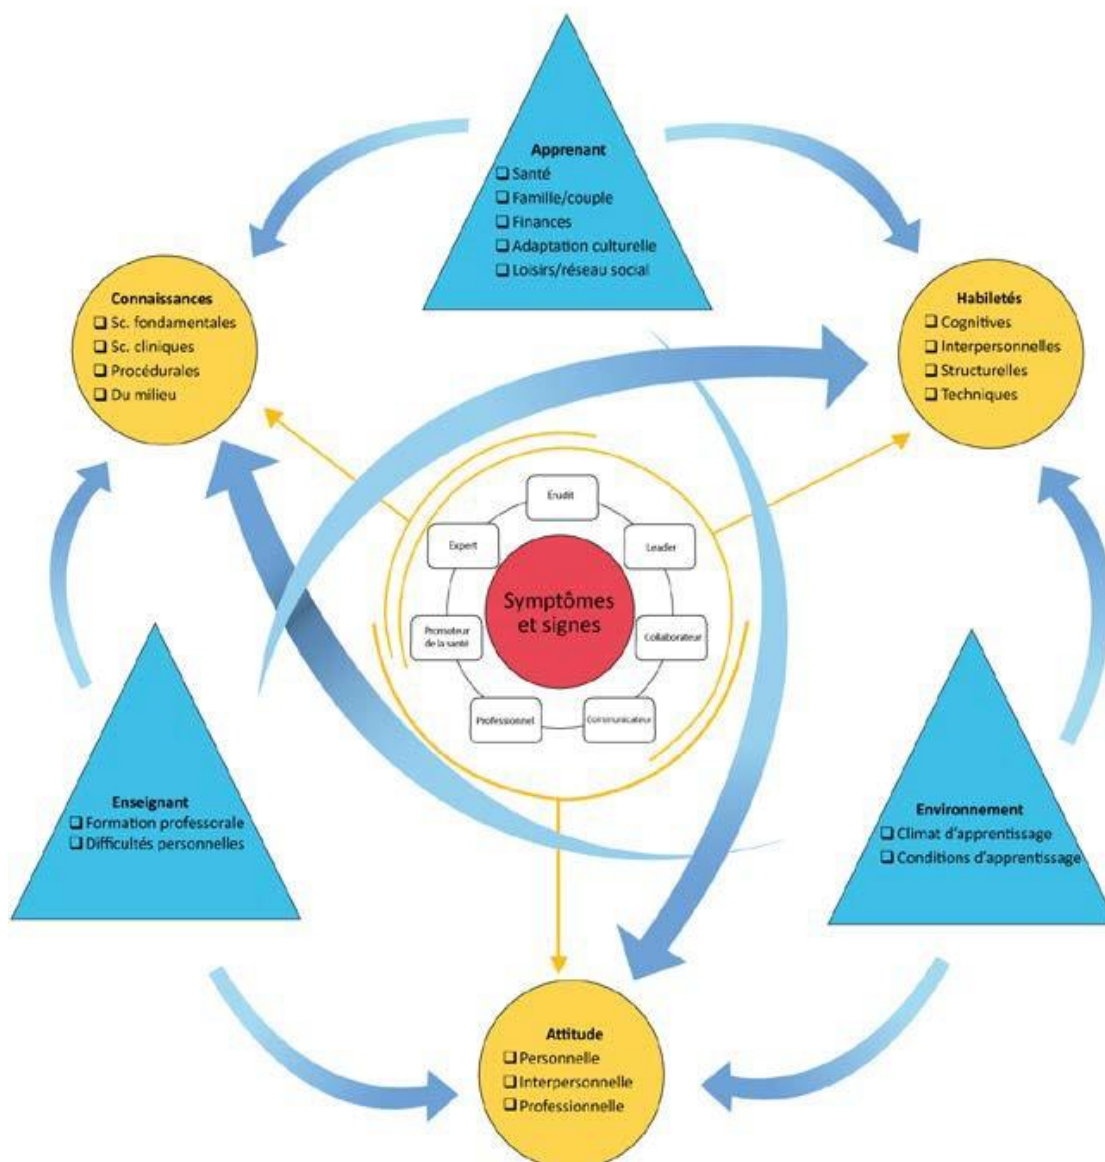 Apprenant
❑ Santé
❑ Famille/couple
❑ Finances
❑ Adaptation culturelle
❑ Loisirs/réseau social
Connaissances
❑ Sc. fondamentales
❑ Sc. cliniques
❑ Procédurales
❑ Du milieu
Habiletés
❑ Cognitives
❑ Interpersonnelles
❑ Structurelles
❑ Techniques
Erudit
Expert
Leader
Symptômes
et signes
Promoteur
de la santé
Collaborateur
Professionnel
Communicateur
Enseignant
❑ Formation professorale
❑ Difficultés personnelles
Environnement
❑ Climat d'apprentissage
❑ Conditions d'apprentissage
Attitude
❑ Personnelle
❑ Interpersonnelle
❑ Professionnelle